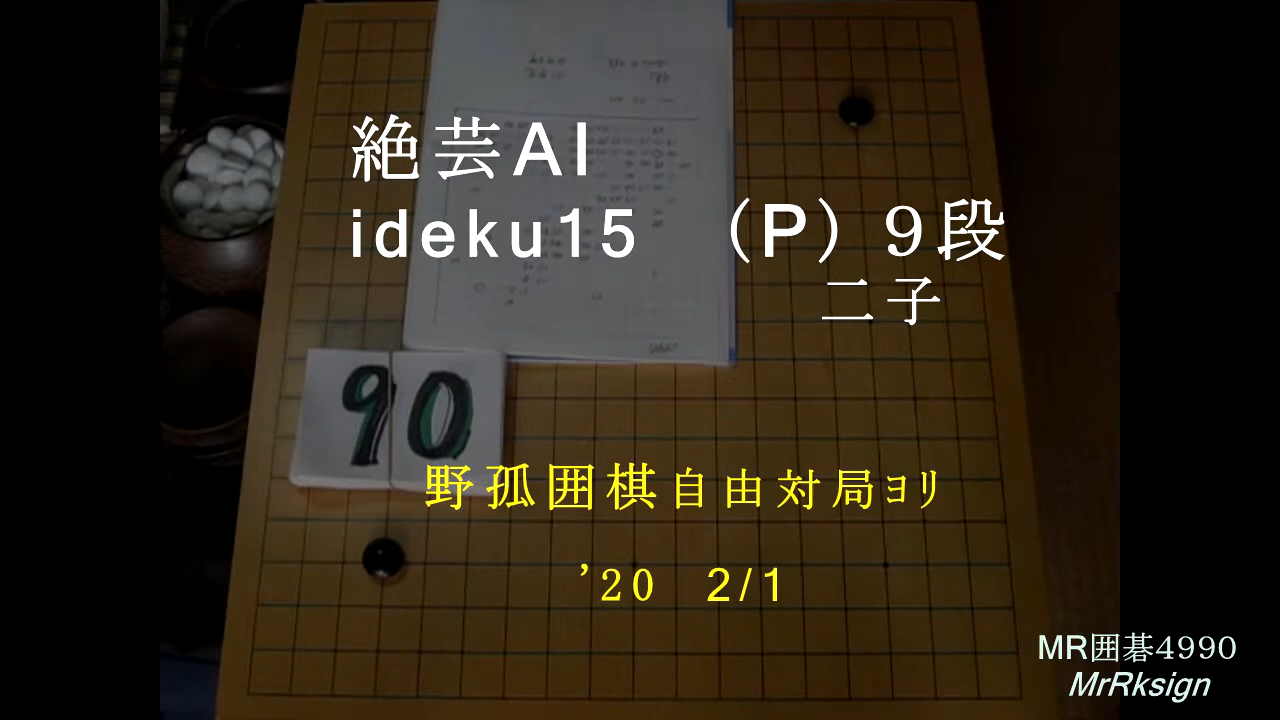 絶芸AI
ideku15 (P) 9段
二子
90
野孤囲棋自由対局ヨリ
’20 2/1
MR囲碁4990
MrRksign